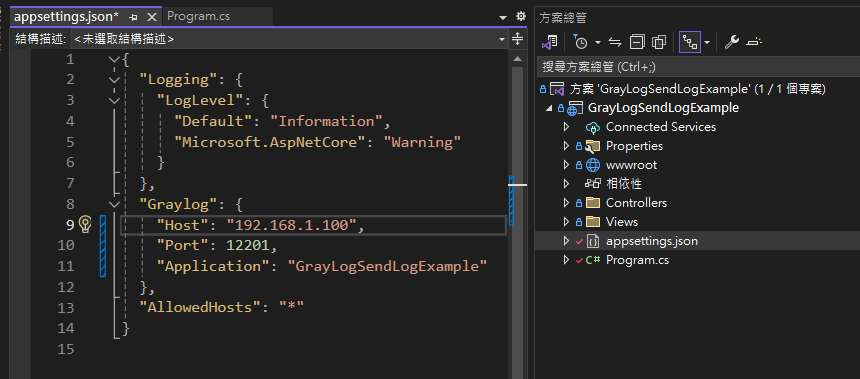 appsettings.json*
Program.cs
結構描述: <未選取結構描述>
1 {
2 "Logging": {
3 "LogLevel": {
4 "Default": "Information",
5 "Microsoft.AspNetCore": "Warning"
6 }
7 },
8 "Graylog": {
9 "Host": "192.168.1.100",
10 "Port": 12201,
11 "Application": "GrayLogSendLogExample"
12 },
13 "AllowedHosts": "*"
14 }
15
方案總管
搜尋方案總管 (Ctrl+;)
方案 'GrayLogSendLogExample' (1 / 1 個專案)
GrayLogSendLogExample
Connected Services
Properties
wwwroot
相依性
Controllers
Views
appsettings.json
C# Program.cs